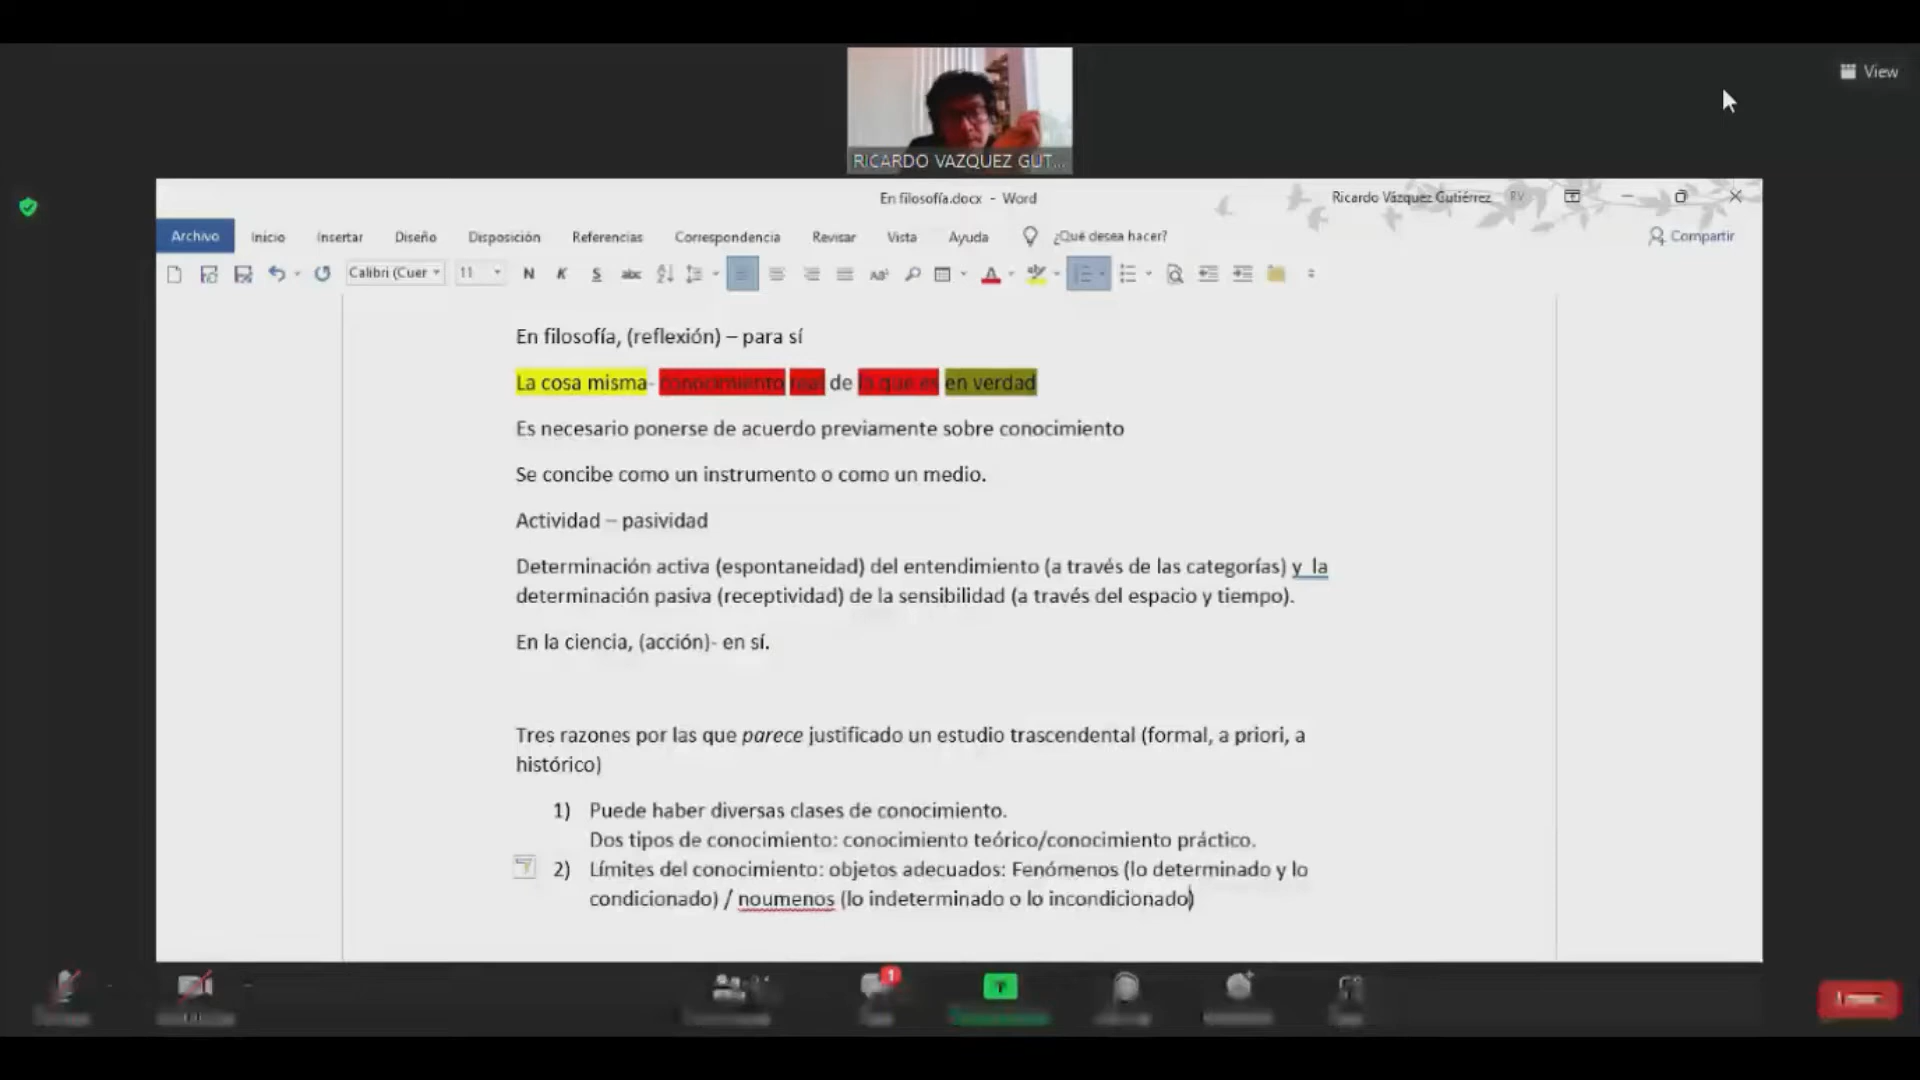 View
RICARDO VAZQUEZ GUT...
En filosofía.docx - Word
Ricardo Vázquez Gutiérrez
RV
Archivo
Inicio
Insertar
Diseño
Disposición
Referencias
Correspondencia
Revisar
Vista
Ayuda
¿Qué desea hacer?
Compartir
Calibri (Cuer
11
N
K
S
abc
En filosofía, (reflexión) – para sí
La cosa misma- conocimiento real de lo que es en verdad
Es necesario ponerse de acuerdo previamente sobre conocimiento
Se concibe como un instrumento o como un medio.
Actividad – pasividad
Determinación activa (espontaneidad) del entendimiento (a través de las categorías) y la
determinación pasiva (receptividad) de la sensibilidad (a través del espacio y tiempo).
En la ciencia, (acción)- en sí.
Tres razones por las que parece justificado un estudio trascendental (formal, a priori, a
histórico)
1) Puede haber diversas clases de conocimiento.
Dos tipos de conocimiento: conocimiento teórico/conocimiento práctico.
2) Límites del conocimiento: objetos adecuados: Fenómenos (lo determinado y lo
condicionado) / noumenos (lo indeterminado o lo incondicionado)
1